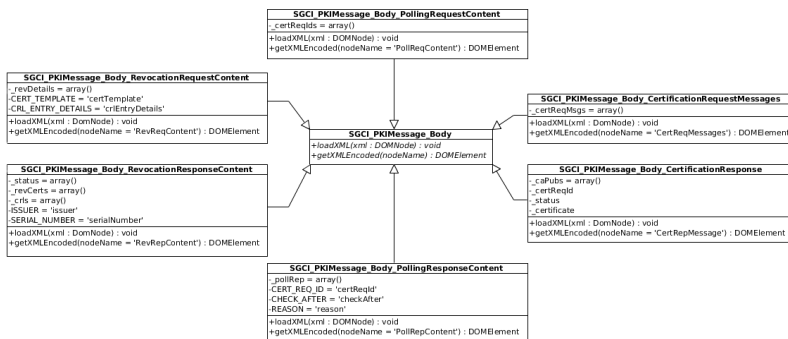 SGCI_PKIMessage_Body_PollingRequestContent
-_certReqIds = array()
+loadXML(xml : DOMNode) : void
+getXMLEncoded(nodeName = 'PollReqContent') : DOMElement
SGCI_PKIMessage_Body_RevocationRequestContent
-_revDetails = array()
-CERT_TEMPLATE = 'certTemplate'
-CRL_ENTRY_DETAILS = 'crlEntryDetails'
+loadXML(xml : DomNode) : void
+getXMLEncoded(nodeName = 'RevReqContent') : DOMElement
SGCI_PKIMessage_Body_CertificationRequestMessages
-_certReqMsgs = array()
+loadXML(xml : DomNode) : void
+getXMLEncoded(nodeName = 'CertReqMessages') : DOMElement
SGCI_PKIMessage_Body
+loadXML(xml : DOMNode) : void
+getXMLEncoded(nodeName) : DOMElement
SGCI_PKIMessage_Body_RevocationResponseContent
-_status = array()
-_revCerts = array()
-_crls = array()
-ISSUER = 'issuer'
-SERIAL_NUMBER = 'serialNumber'
+loadXML(xml : DomNode) : void
+getXMLEncoded(nodeName = 'RevRepContent') : DOMElement
SGCI_PKIMessage_Body_CertificationResponse
-_caPubs = array()
-_certReqId
-_status
-_certificate
+loadXML(xml : DomNode) : void
+getXMLEncoded(nodeName = 'CertRepMessage') : DOMElement
SGCI_PKIMessage_Body_PollingResponseContent
-_pollRep = array()
-CERT_REQ_ID = 'certReqId'
-CHECK_AFTER = 'checkAfter'
-REASON = 'reason'
+loadXML(xml : DOMNode) : void
+getXMLEncoded(nodeName = 'PollRepContent') : DOMElement